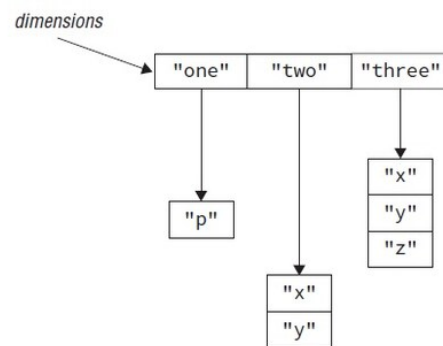 dimensions
"one" "two" "three"
"p"
"x"
"y"
"z"
"x"
"y"